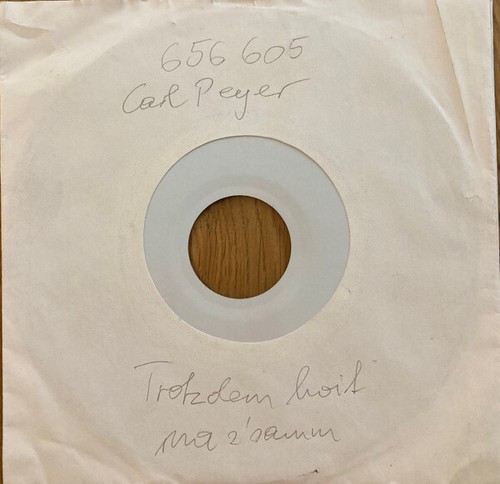 656 605
Carl Peyer
Trotzdem hoit
ma z'samm